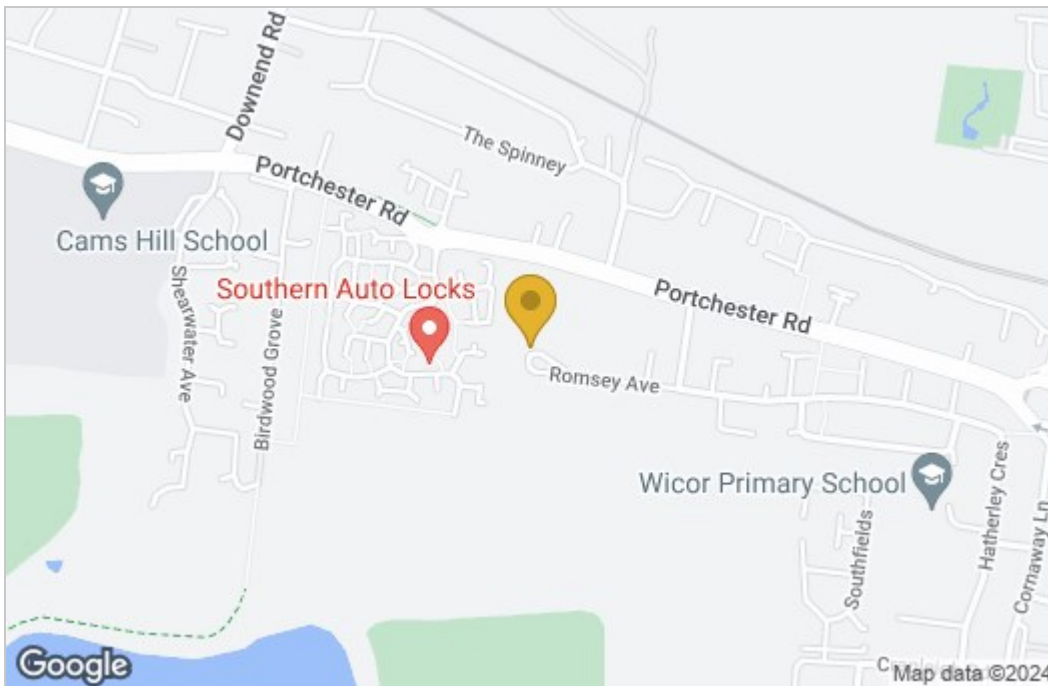 Downend Rd
The Spinney
Portchester Rd
Cams Hill School
Southern Auto Locks
Portchester Rd
Shearwater Ave
Birdwood Grove
Romsey Ave
Wicor Primary School
Hatherley Cres
Southfields
Cornaway Ln
Google
Map data ©2024